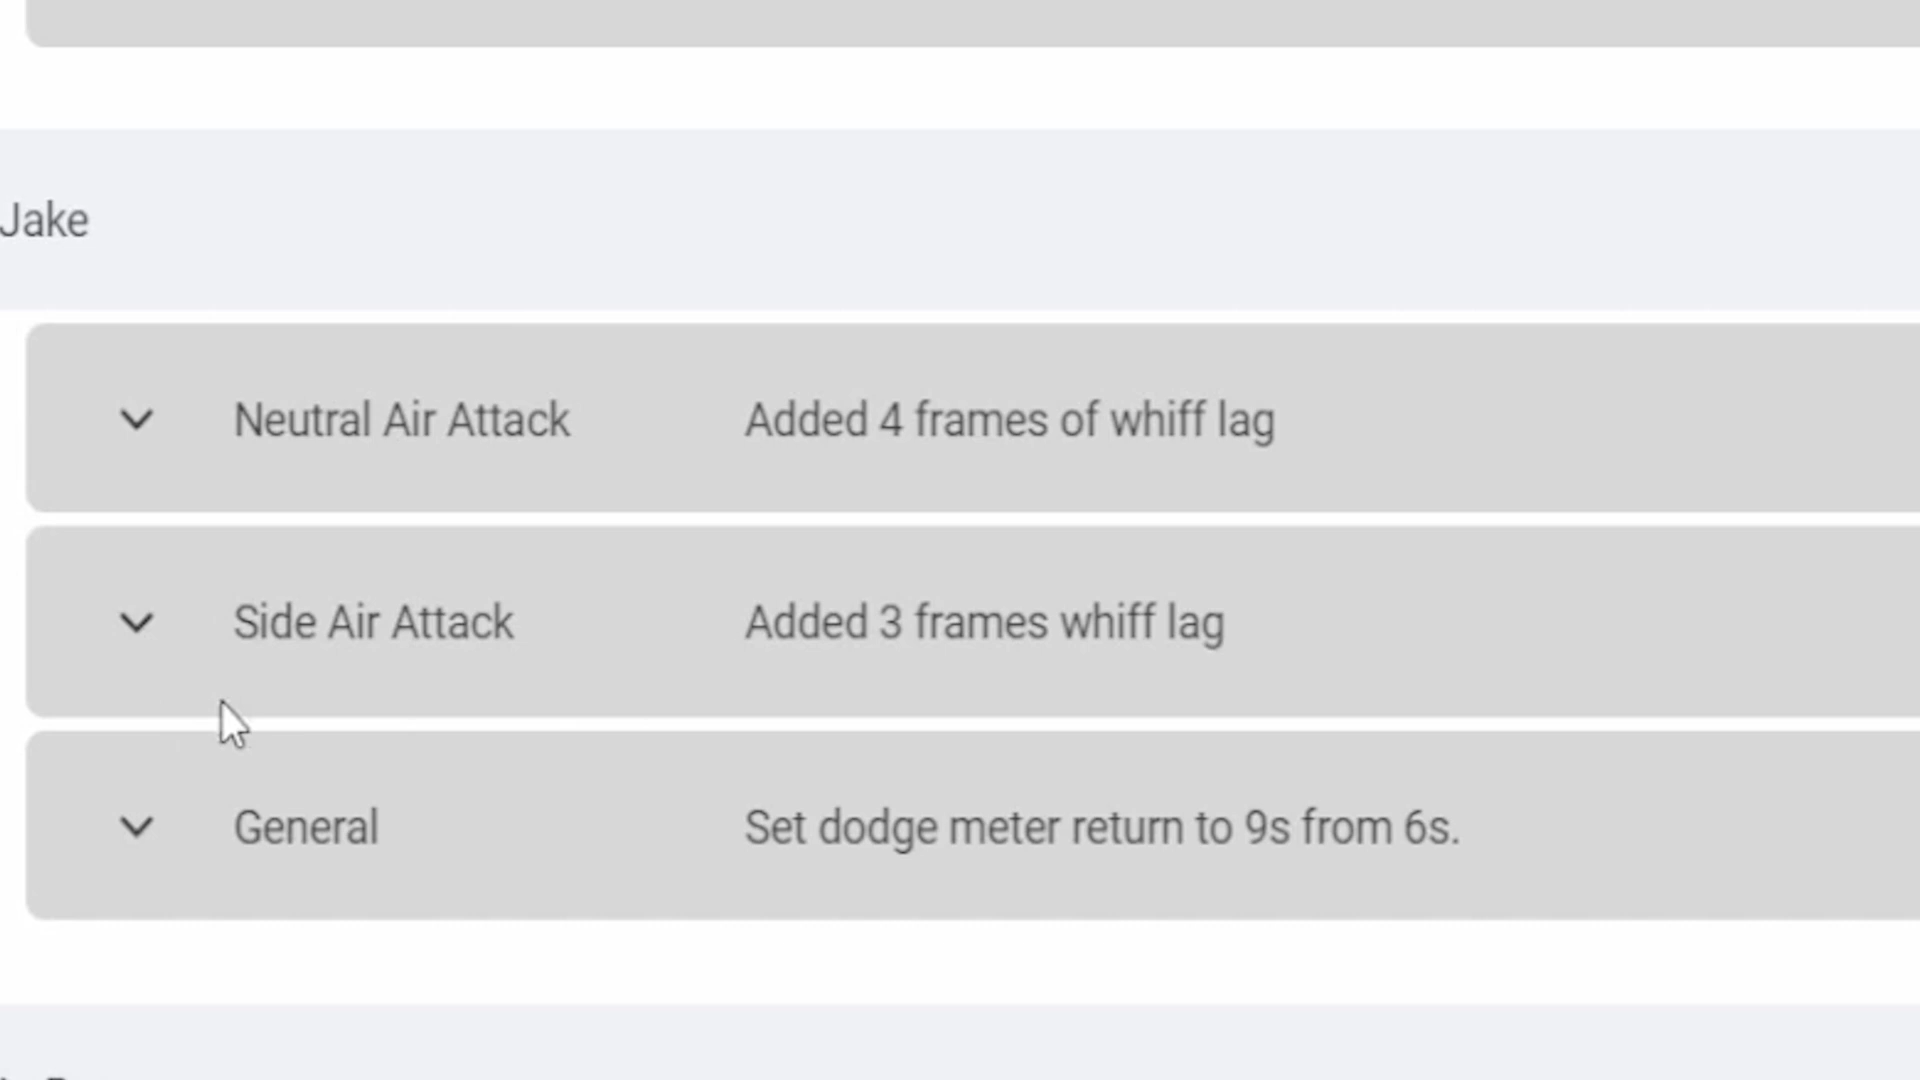 Jake
Neutral Air Attack Added 4 frames of whiff lag
Side Air Attack Added 3 frames whiff lag
General Set dodge meter return to 9s from 6s.